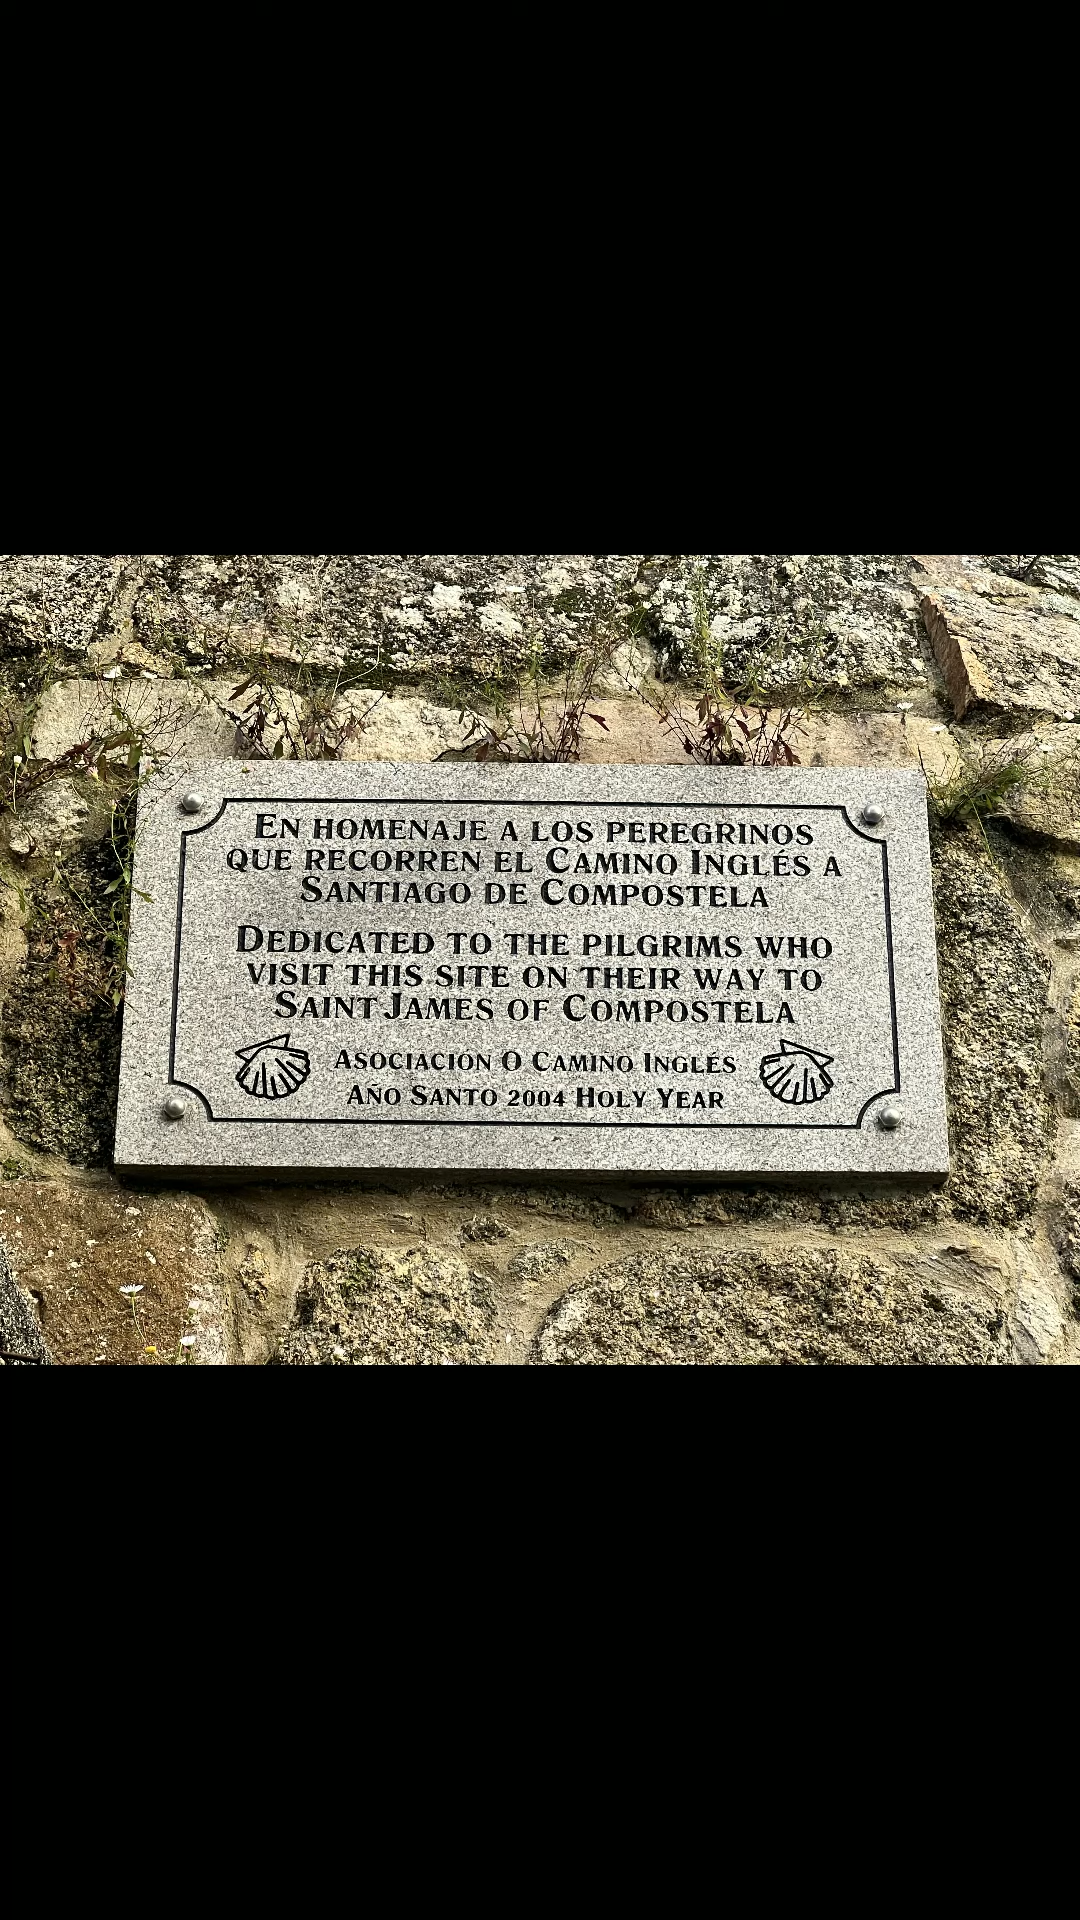 EN HOMENAJE A LOS PEREGRINOS
QUE RECORREN EL CAMINO INGLÉS A
SANTIAGO DE COMPOSTELA
DEDICATED TO THE PILGRIMS WHO
VISIT THIS SITE ON THEIR WAY TO
SAINT JAMES OF COMPOSTELA
ASOCIACION O CAMINO INGLÉS
AÑO SANTO 2004 HOLY YEAR